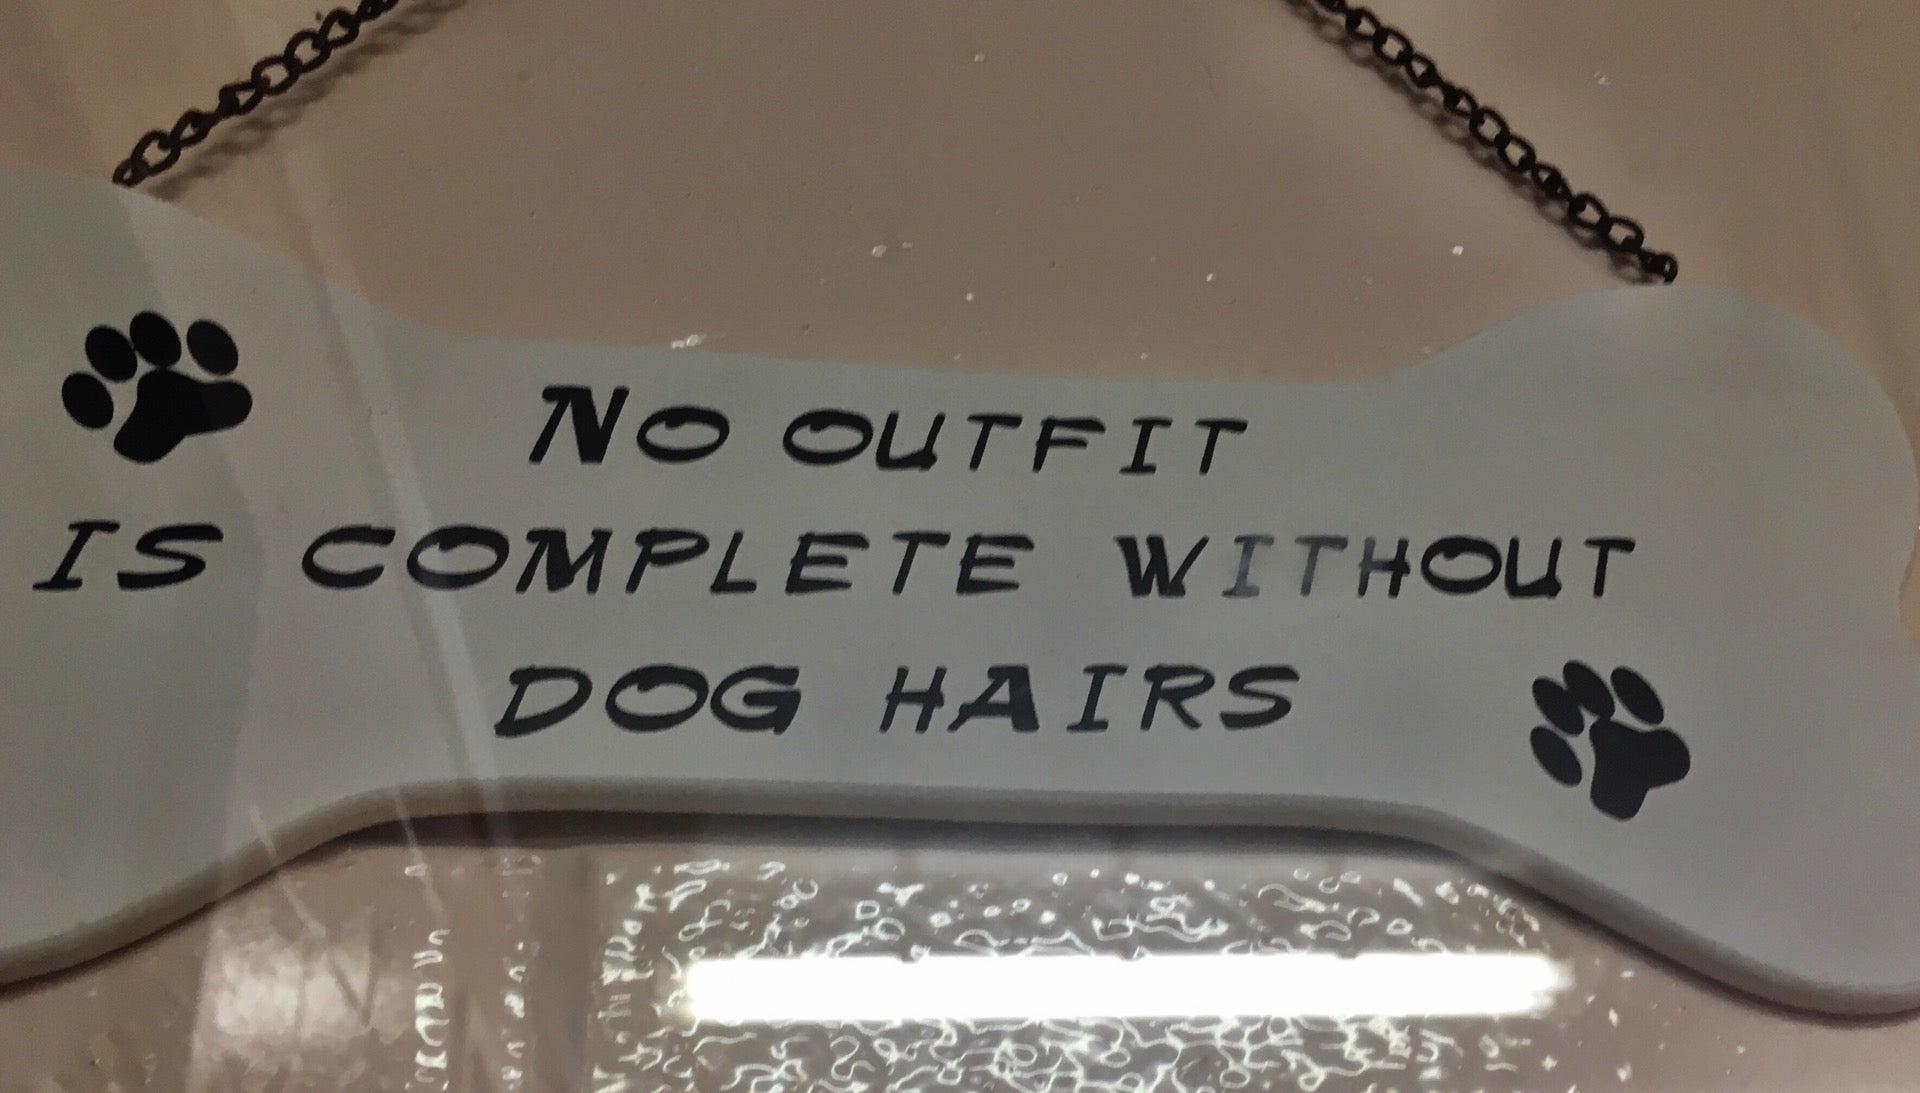 No OUTFIT
IS COMPLETE WITHOUT
DOG HAIRS